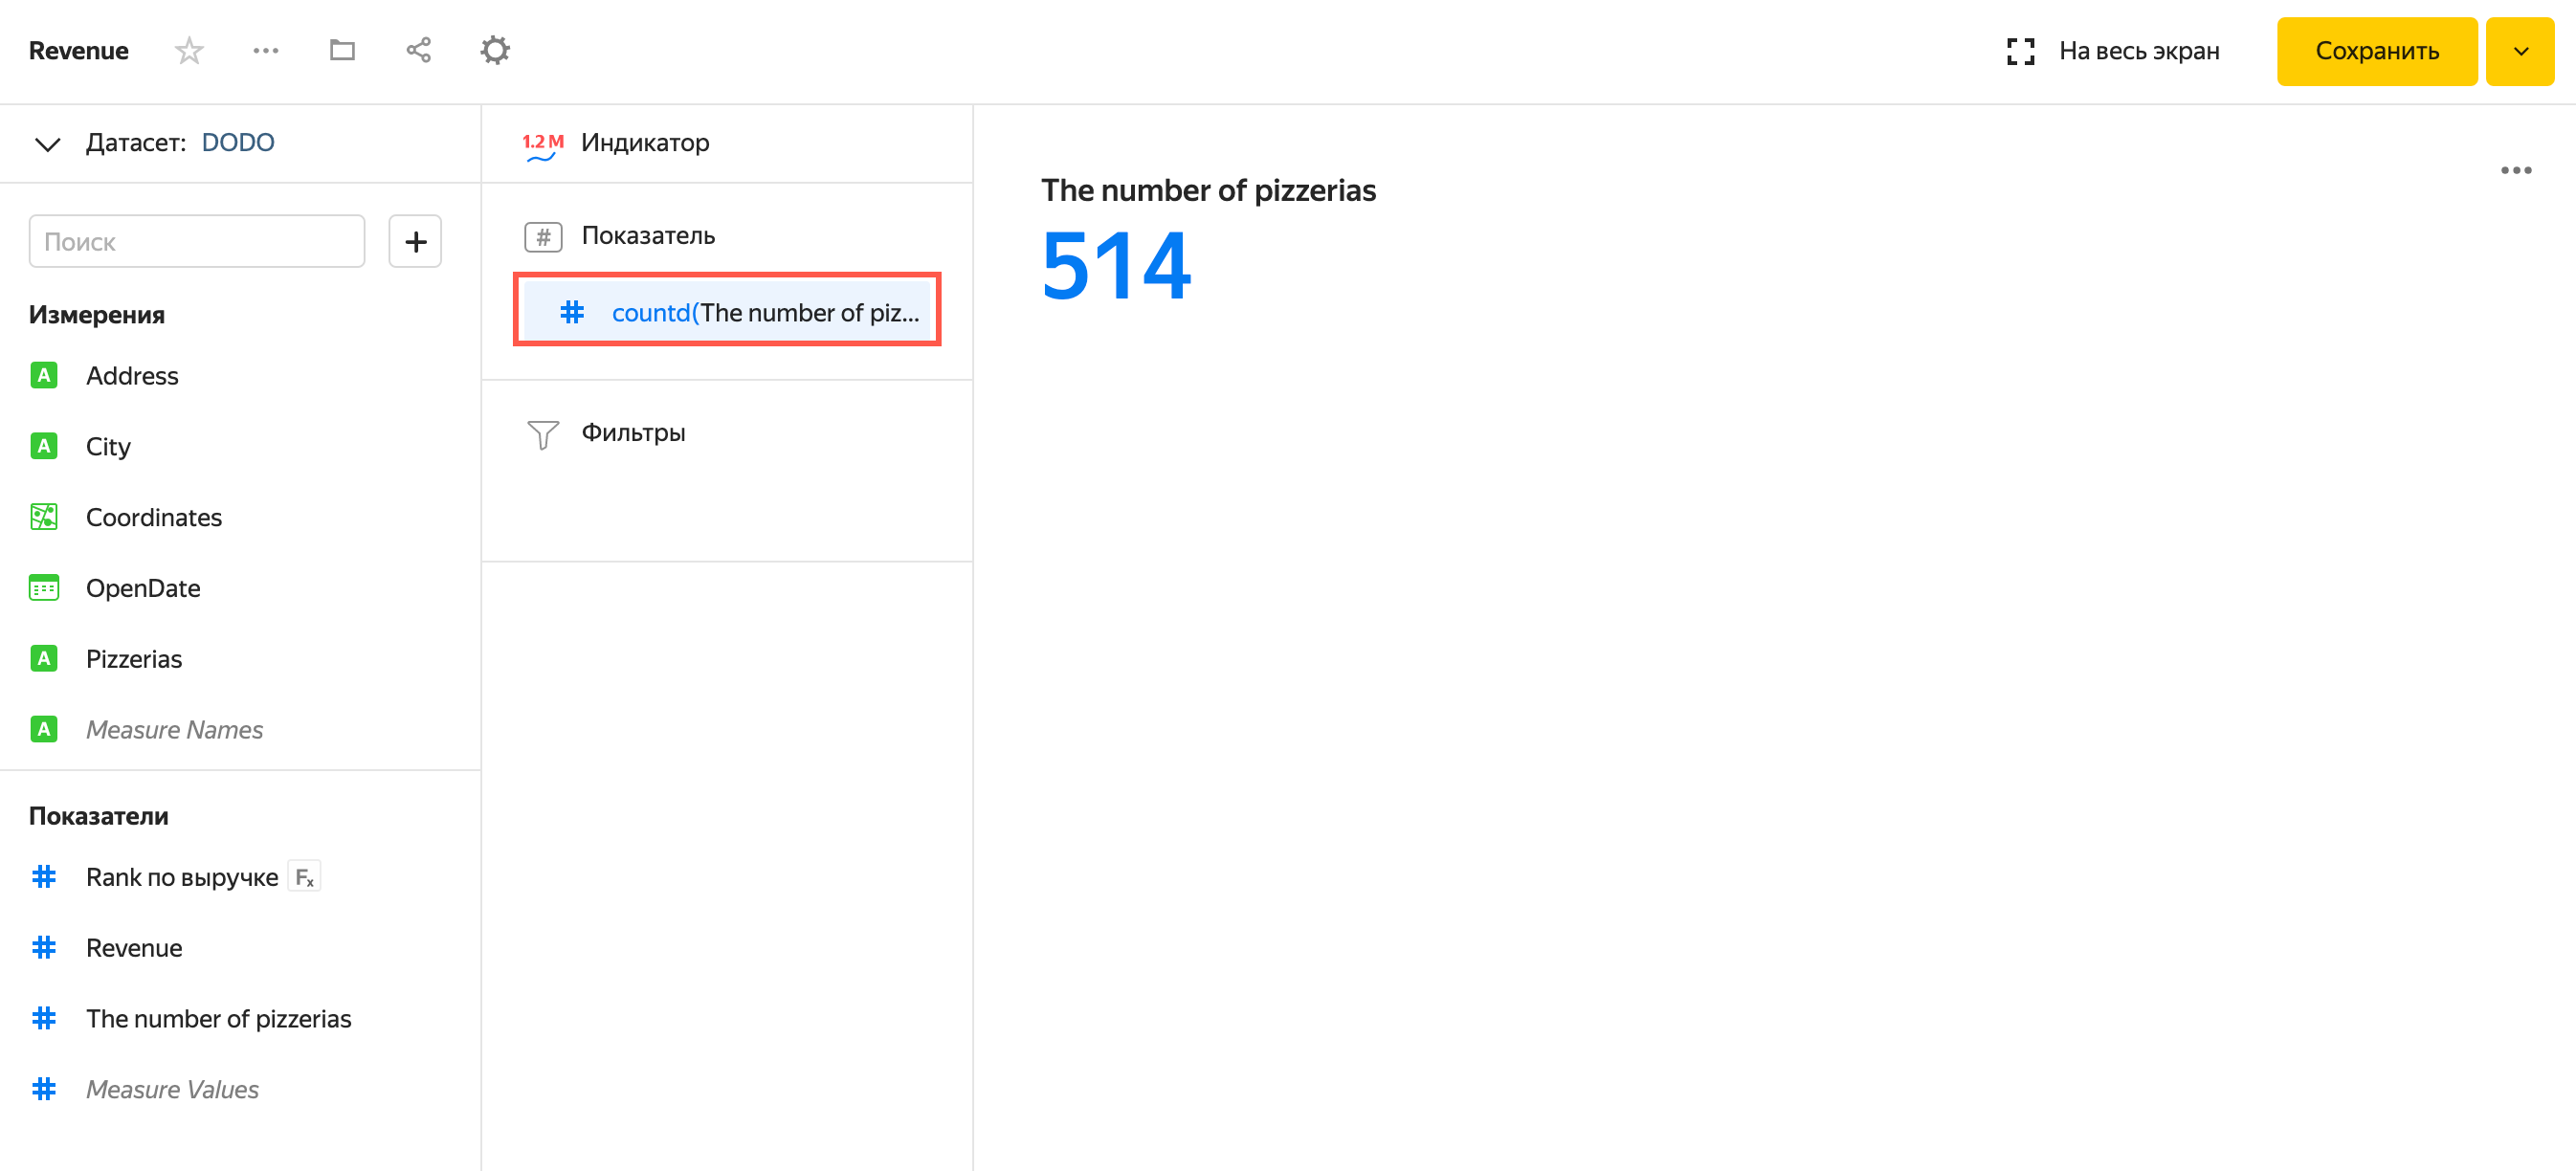 Revenue
На весь экран
Сохранить
Датасет: DODO
Поиск
Измерения
A Address
A City
Coordinates
OpenDate
A Pizzerias
A Measure Names
Показатели
# Rank по выручке Fx
# Revenue
# The number of pizzerias
# Measure Values
1.2 M Индикатор
# Показатель
# countd(The number of piz...
Фильтры
The number of pizzerias
514